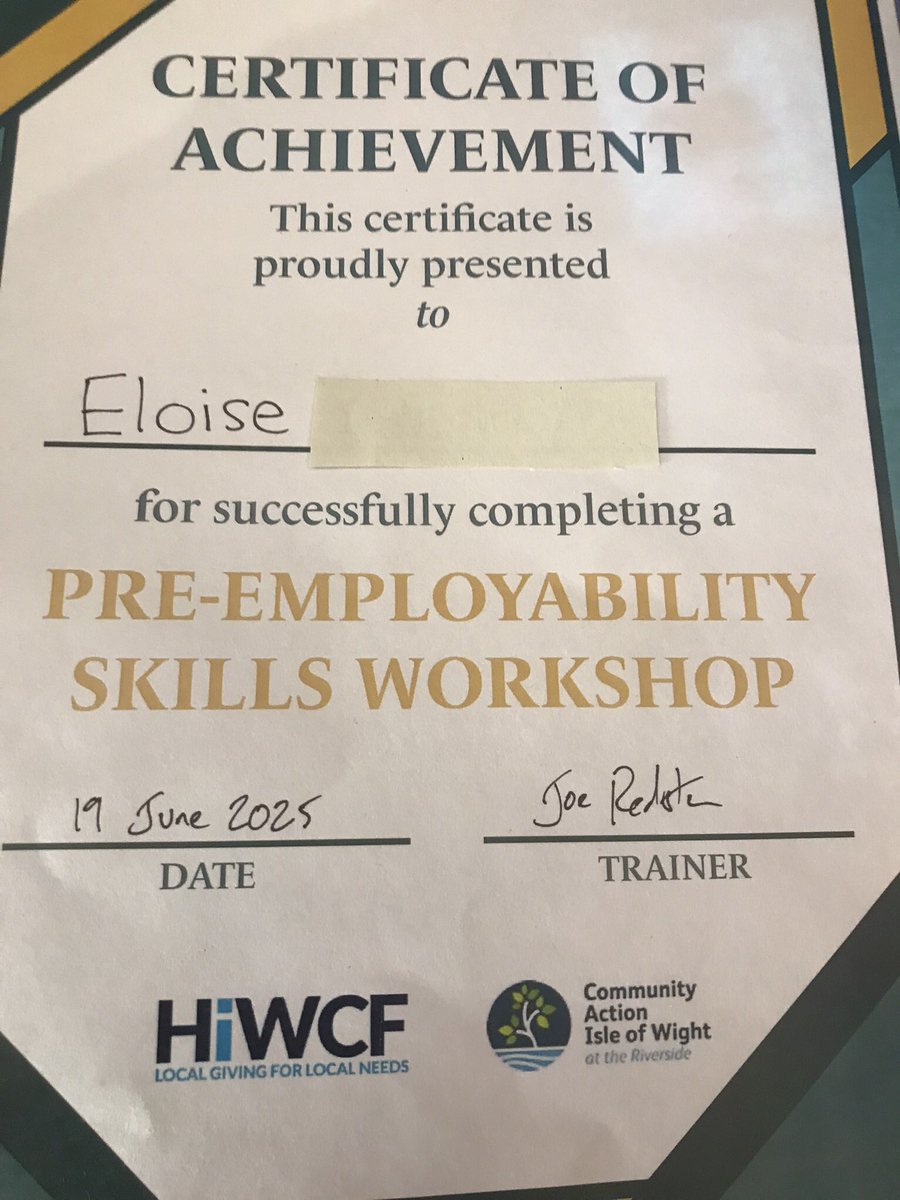 CERTIFICATE OF
ACHIEVEMENT
This certificate is
proudly presented
to
Eloise
for successfully completing a
PRE-EMPLOYABILITY
SKILLS WORKSHOP
19 June 2025
Joe
DATE
TRAINER
HiWCF
LOCAL GIVING FOR LOCAL NEEDS
Community
Action
Isle of Wight
at the Riverside